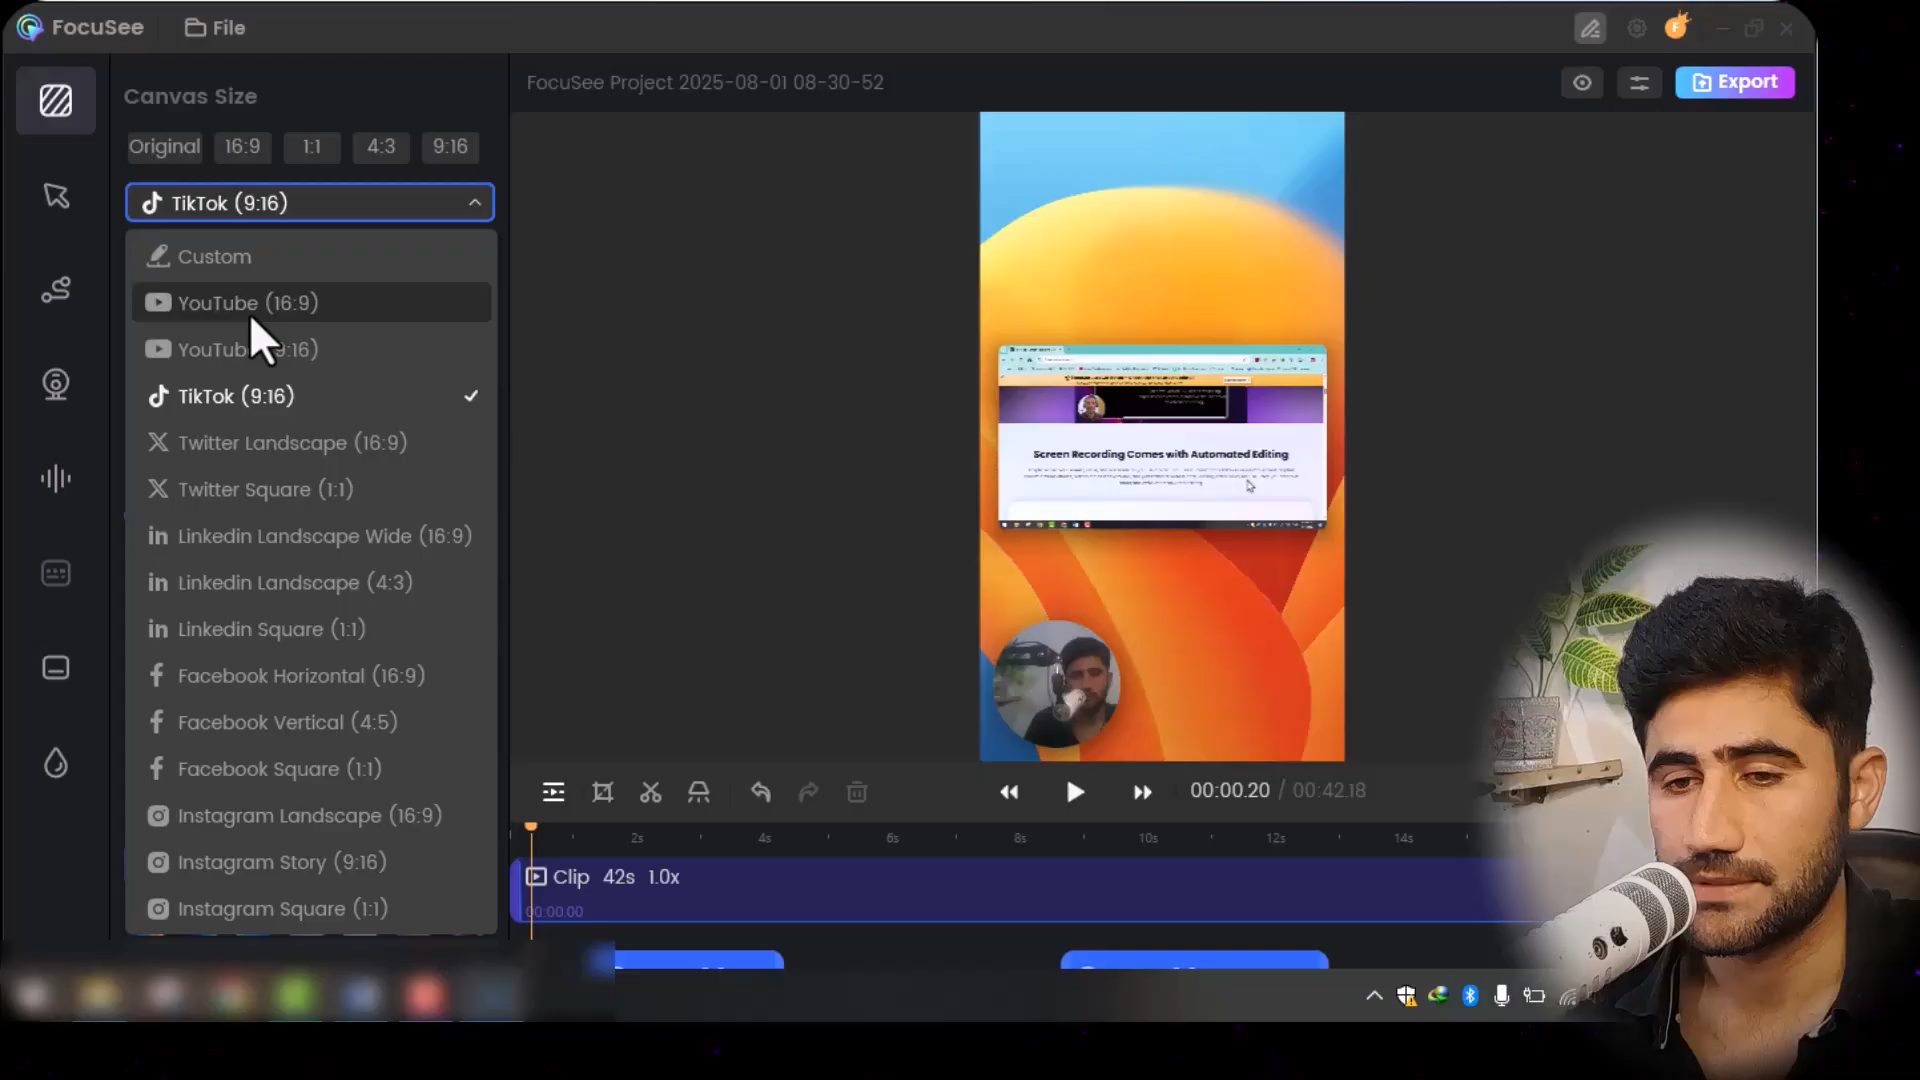 FocuSee
File
Canvas Size
Original 16:9 1:1 4:3 9:16
TikTok (9:16)
Custom
YouTube (16:9)
YouTube (9:16)
TikTok (9:16)
Twitter Landscape (16:9)
Twitter Square (1:1)
Linkedin Landscape Wide (16:9)
Linkedin Landscape (4:3)
Linkedin Square (1:1)
Facebook Horizontal (16:9)
Facebook Vertical (4:5)
Facebook Square (1:1)
Instagram Landscape (16:9)
Instagram Story (9:16)
Instagram Square (1:1)
FocuSee Project 2025-08-01 08-30-52
F
Export
Screen Recording Comes with Automated Editing
00:00.20 / 00:42.18
2s 4s 6s 8s 10s 12s 14s
Clip 42s 1.0x
00:00.00